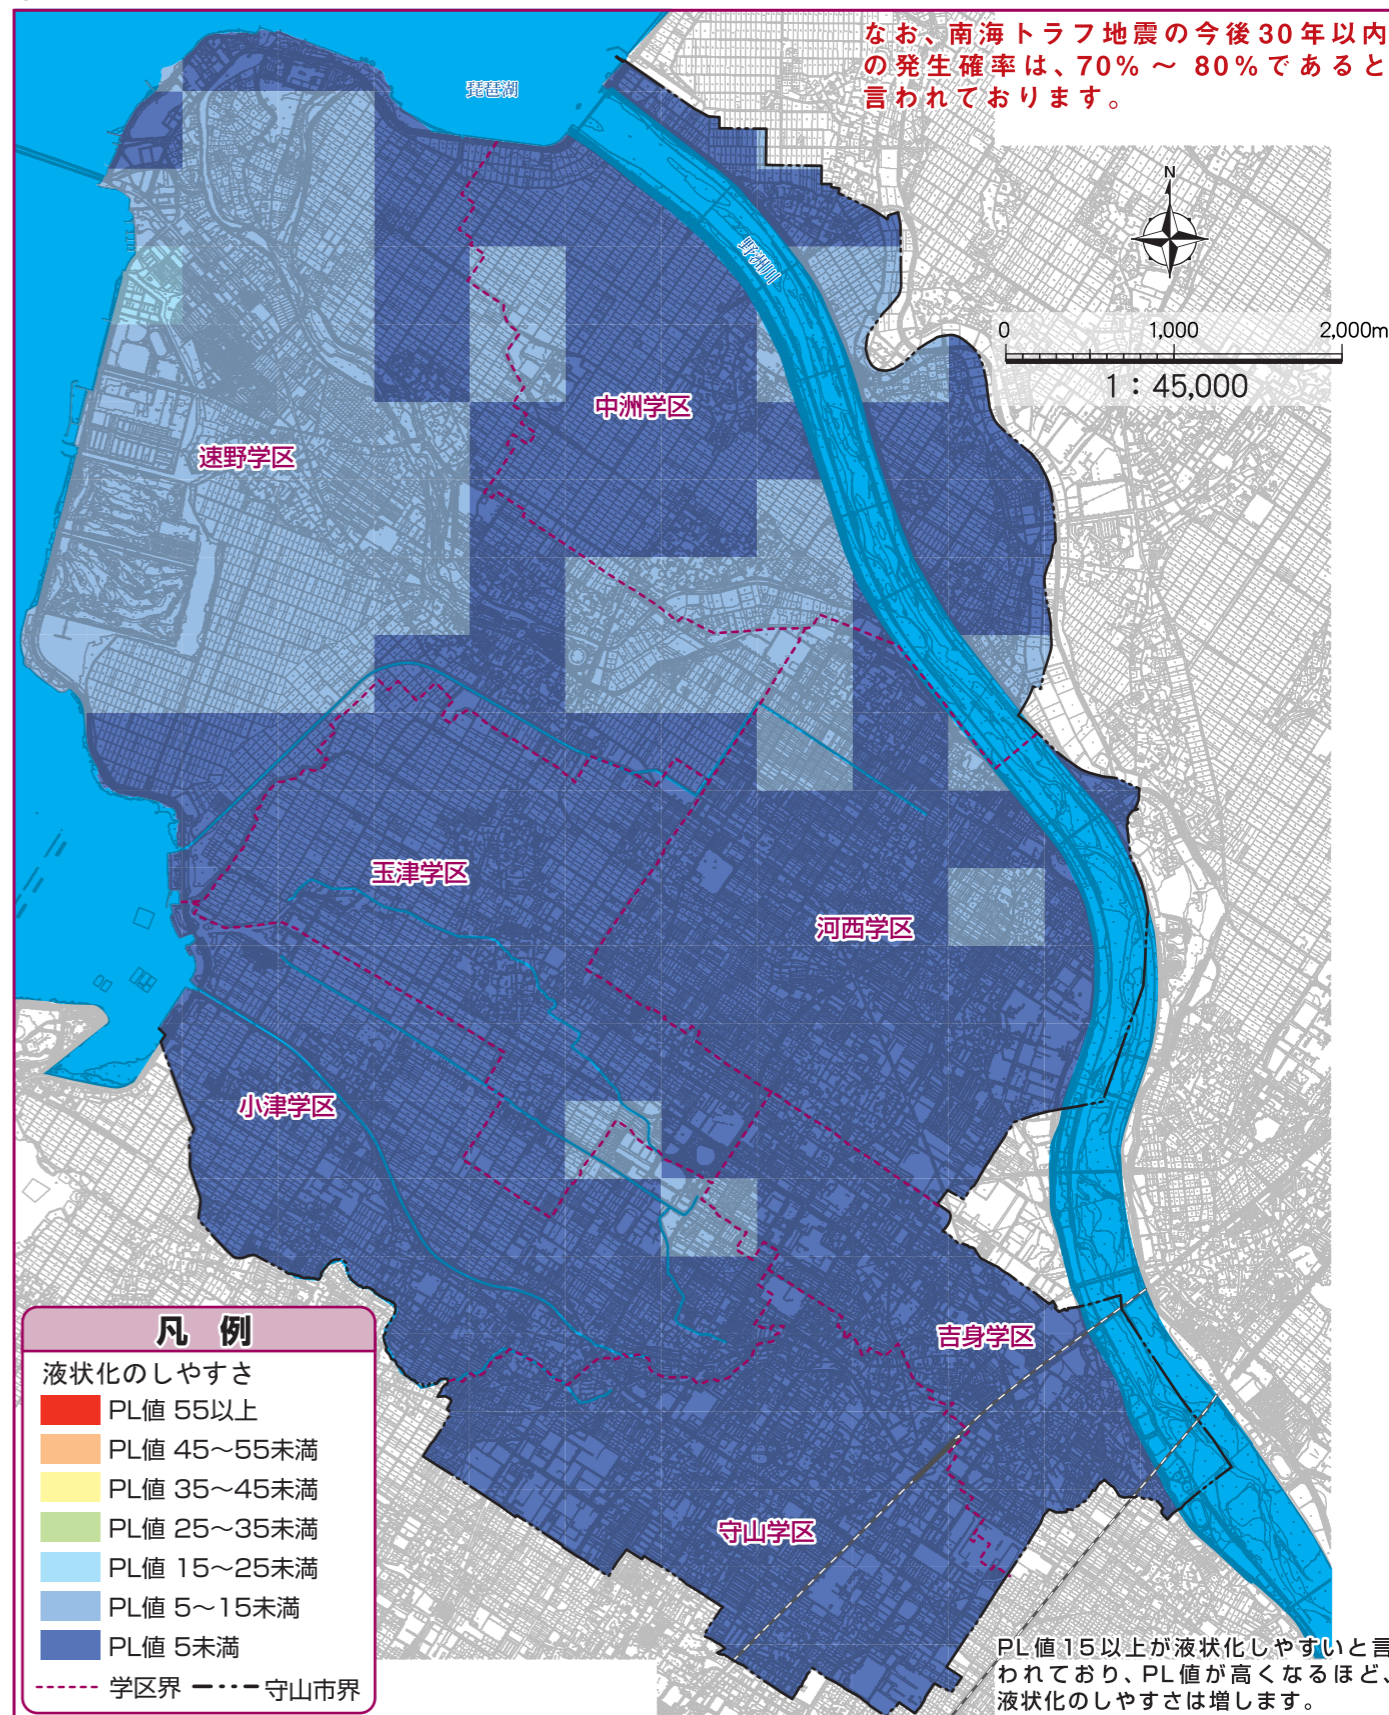 なお、南海トラフ地震の今後30年以内
の発生確率は、70%～80%であると
言われております。
琵琶湖
N
野洲川
0 1,000 2,000m
1：45,000
中洲学区
速野学区
玉津学区
河西学区
小津学区
吉身学区
守山学区
凡 例
液状化のしやすさ
PL値 55以上
PL値 45～55未満
PL値 35～45未満
PL値 25～35未満
PL値 15～25未満
PL値 5～15未満
PL値 5未満
学区界 守山市界
PL値15以上が液状化しやすいと言
われており、PL値が高くなるほど、
液状化のしやすさは増します。